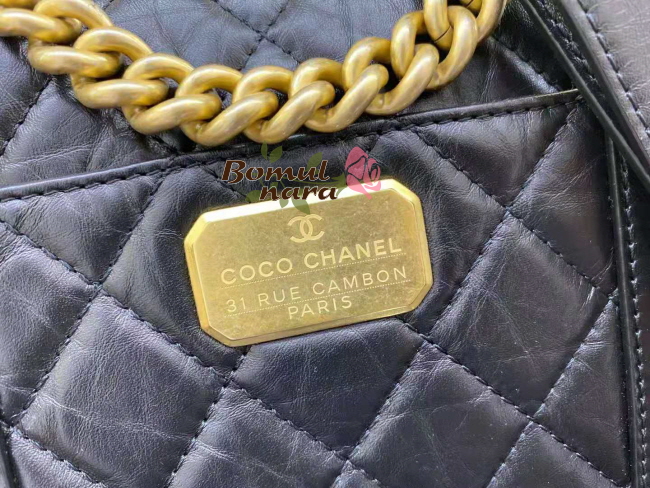 Bomul
nara
COCO CHANEL
31 RUE CAMBON
PARIS